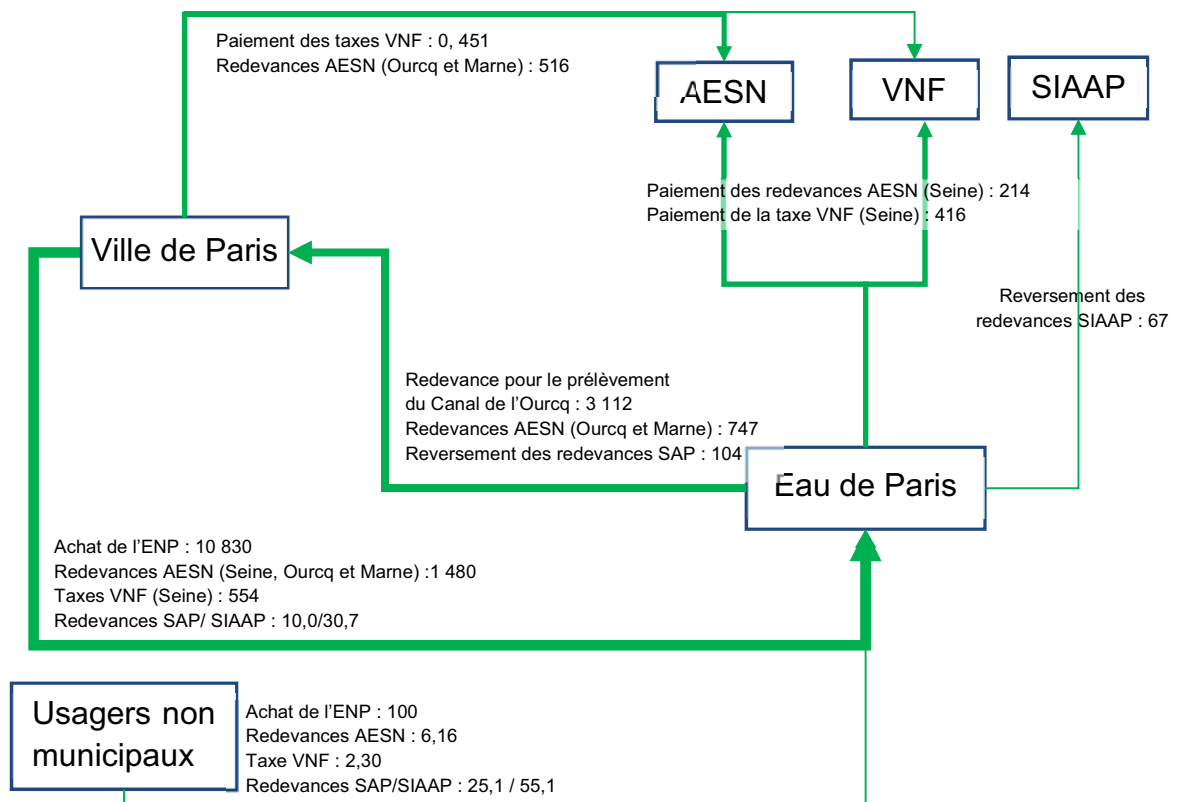 Paiement des taxes VNF : 0, 451
Redevances AESN (Ourcq et Marne) : 516
AESN
VNF
SIAAP
Paiement des redevances AESN (Seine) : 214
Paiement de la taxe VNF (Seine) : 416
Ville de Paris
Reversement des
redevances SIAAP : 67
Redevance pour le prélèvement
du Canal de l’Ourcq : 3 112
Redevances AESN (Ourcq et Marne) : 747
Reversement des redevances SAP : 104
Eau de Paris
Achat de l’ENP : 10 830
Redevances AESN (Seine, Ourcq et Marne) :1 480
Taxes VNF (Seine) : 554
Redevances SAP/ SIAAP : 10,0/30,7
Usagers non
municipaux
Achat de l’ENP : 100
Redevances AESN : 6,16
Taxe VNF : 2,30
Redevances SAP/SIAAP : 25,1 / 55,1